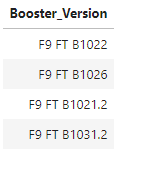 Booster_Version
F9 FT B1022
F9 FT B1026
F9 FT B1021.2
F9 FT B1031.2